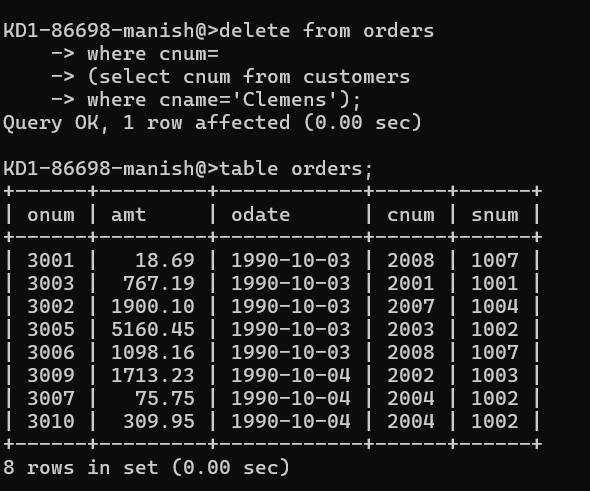 KD1-86698-manish@>delete from orders
    -> where cnum=
    -> (select cnum from customers
    -> where cname='Clemens');
Query OK, 1 row affected (0.00 sec)

KD1-86698-manish@>table orders;
+------+---------+------------+------+------+
| onum | amt     | odate      | cnum | snum |
+------+---------+------------+------+------+
| 3001 |   18.69 | 1990-10-03 | 2008 | 1007 |
| 3003 |  767.19 | 1990-10-03 | 2001 | 1001 |
| 3002 | 1900.10 | 1990-10-03 | 2007 | 1004 |
| 3005 | 5160.45 | 1990-10-03 | 2003 | 1002 |
| 3006 | 1098.16 | 1990-10-03 | 2008 | 1007 |
| 3009 | 1713.23 | 1990-10-04 | 2002 | 1003 |
| 3007 |   75.75 | 1990-10-04 | 2004 | 1002 |
| 3010 |  309.95 | 1990-10-04 | 2004 | 1002 |
+------+---------+------------+------+------+
8 rows in set (0.00 sec)